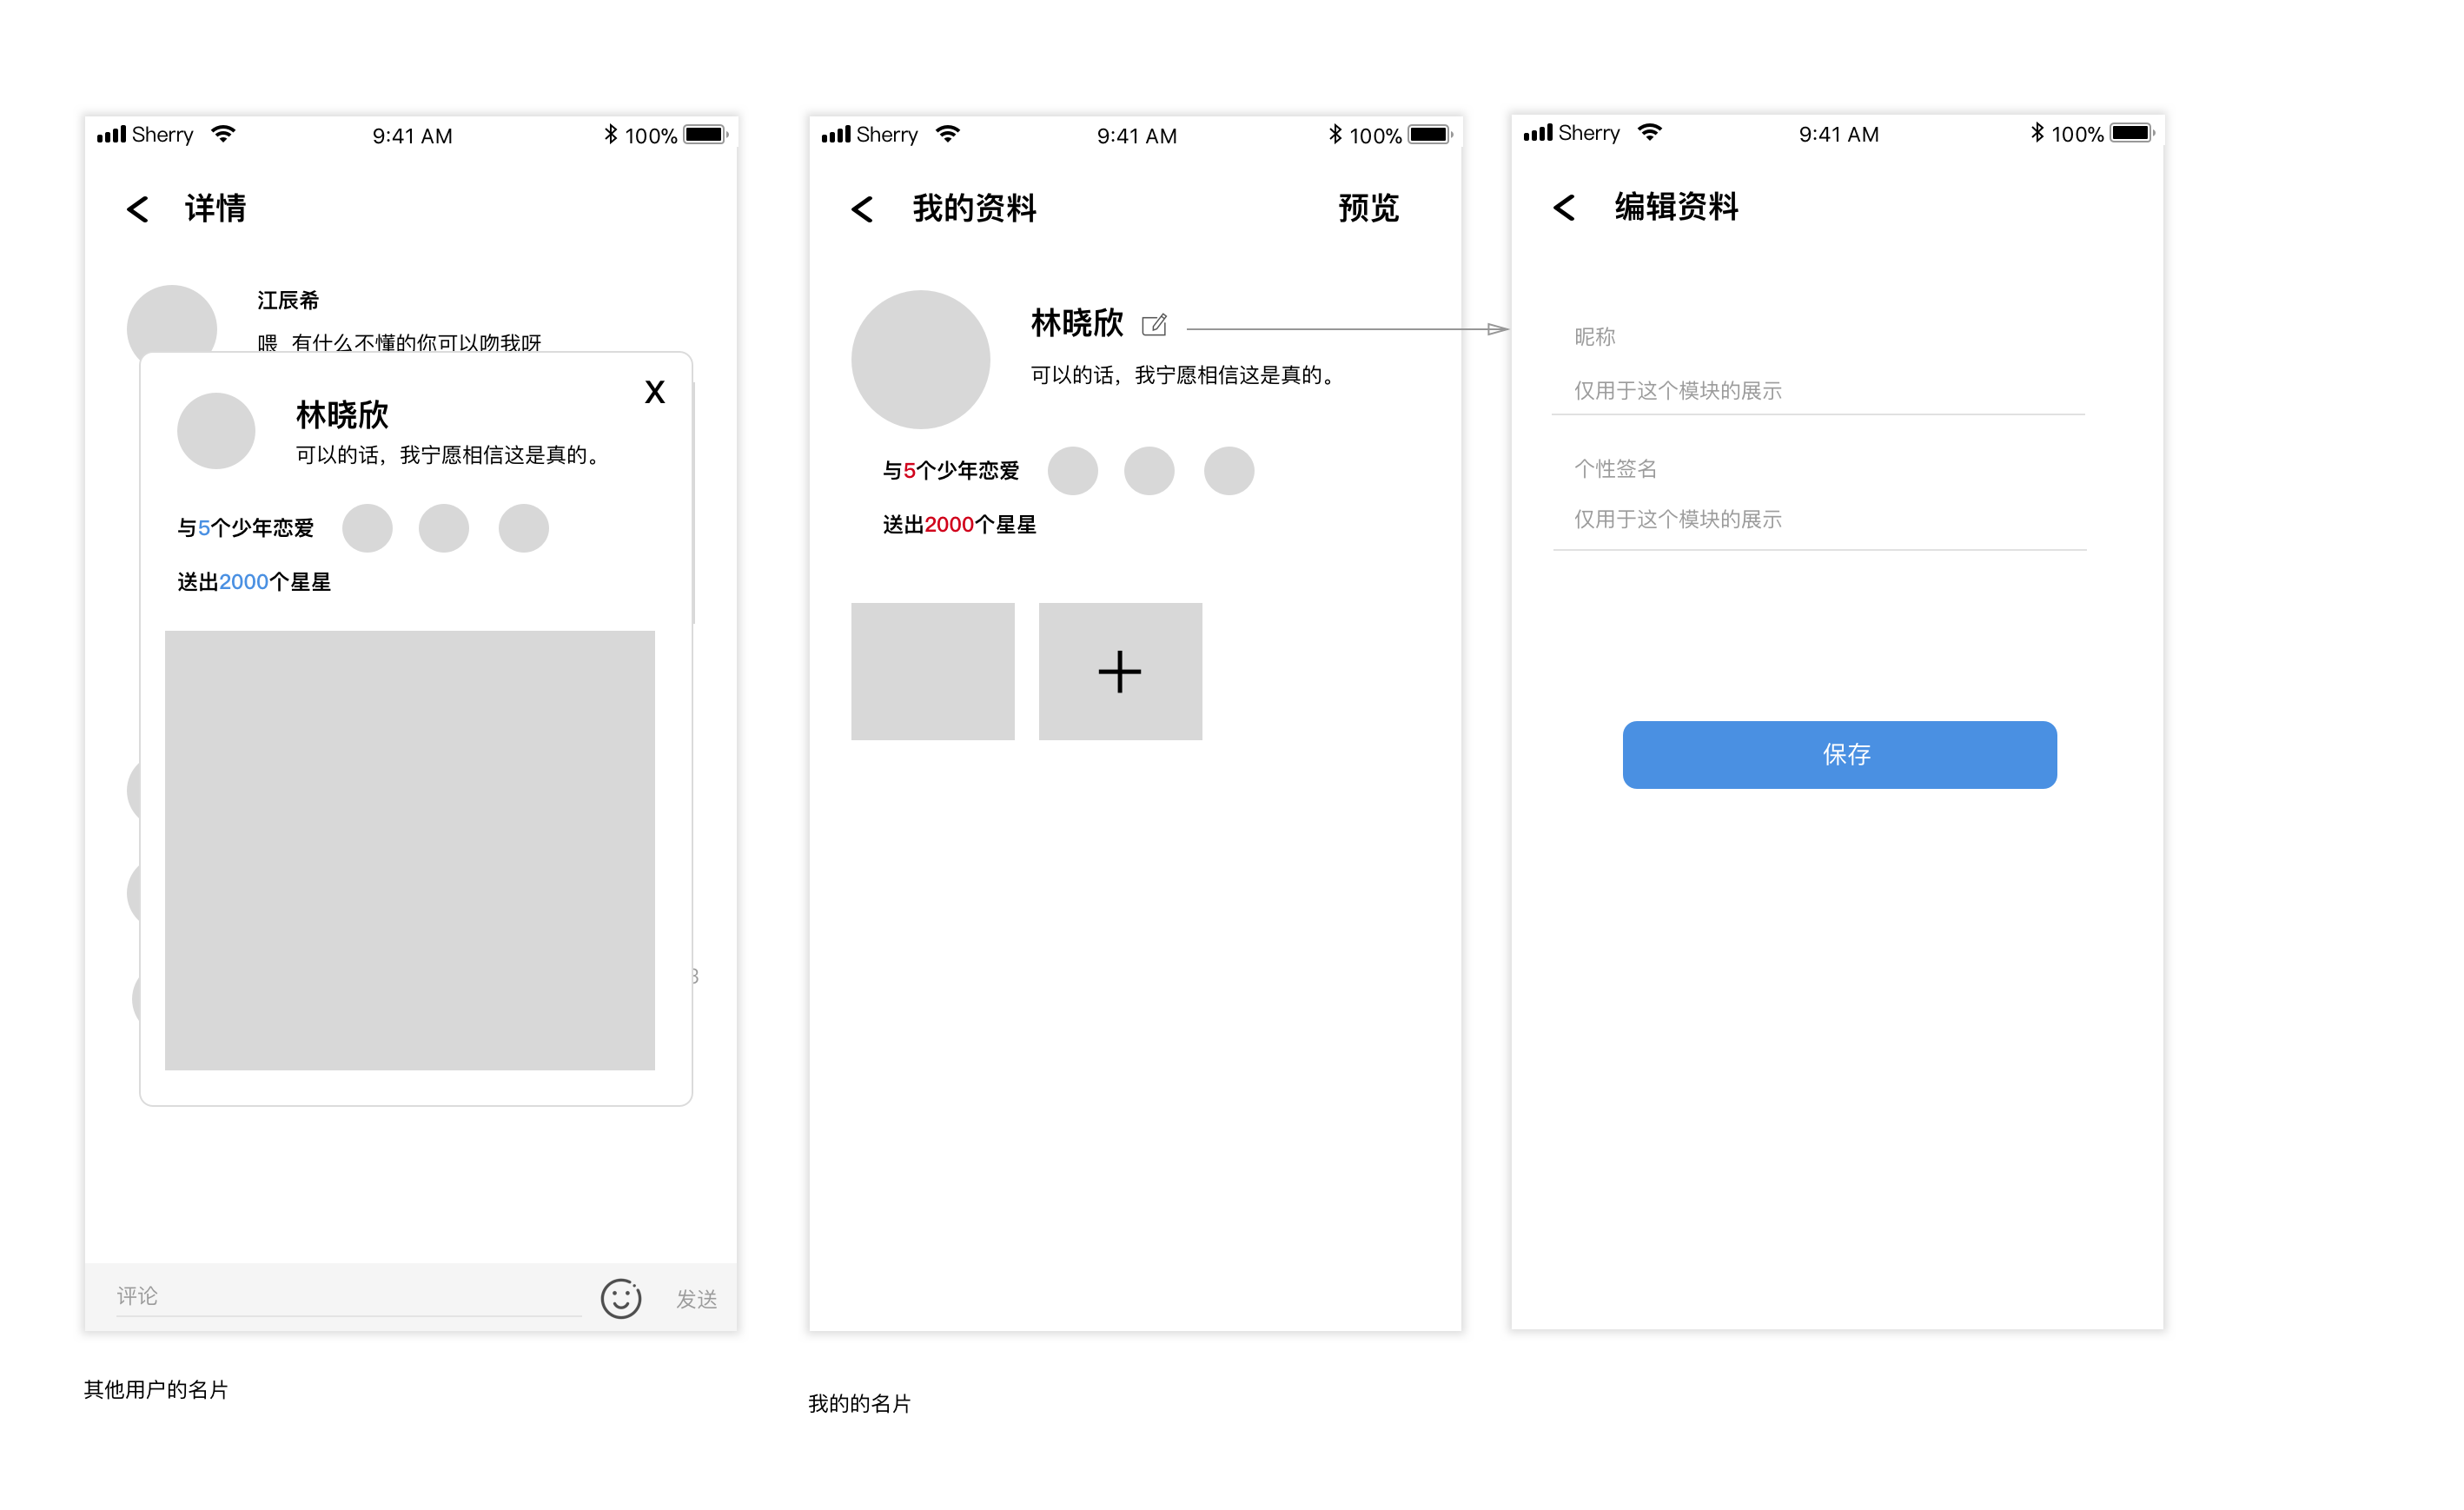 Sherry 9:41 AM 100%
详情
江辰希
喂 有什么不懂的你可以吻我呀
X
林晓欣
可以的话，我宁愿相信这是真的。
与5个少年恋爱
送出2000个星星
评论 发送
其他用户的名片
Sherry 9:41 AM 100%
我的资料 预览
林晓欣
可以的话，我宁愿相信这是真的。
与5个少年恋爱
送出2000个星星
我的的名片
Sherry 9:41 AM 100%
编辑资料
昵称
仅用于这个模块的展示
个性签名
仅用于这个模块的展示
保存